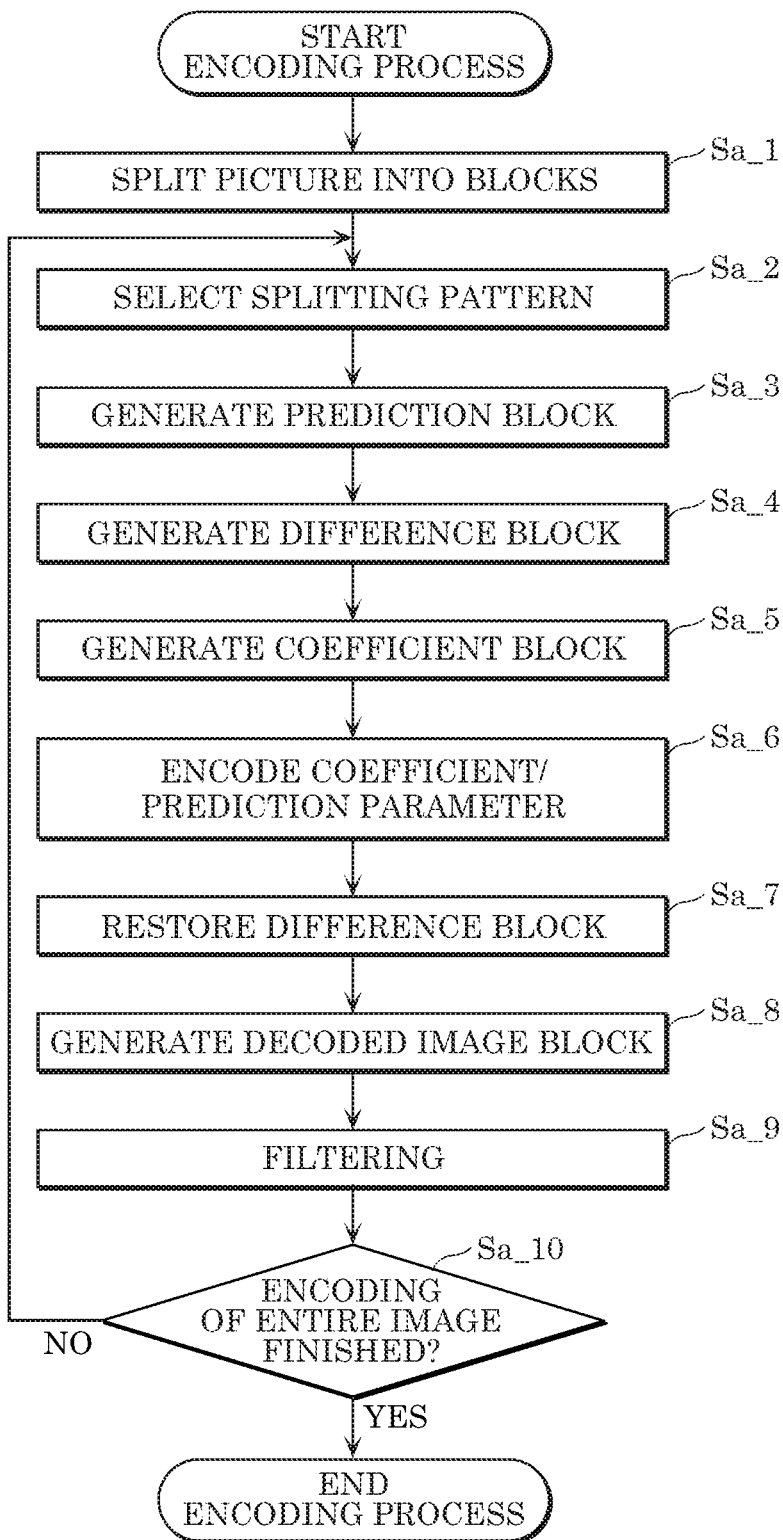 START
ENCODING PROCESS
Sa_1
SPLIT PICTURE INTO BLOCKS
Sa_2
SELECT SPLITTING PATTERN
Sa_3
GENERATE PREDICTION BLOCK
Sa_4
GENERATE DIFFERENCE BLOCK
Sa_5
GENERATE COEFFICIENT BLOCK
Sa_6
ENCODE COEFFICIENT/
PREDICTION PARAMETER
Sa_7
RESTORE DIFFERENCE BLOCK
Sa_8
GENERATE DECODED IMAGE BLOCK
Sa_9
FILTERING
Sa_10
ENCODING
OF ENTIRE IMAGE
FINISHED?
NO
YES
END
ENCODING PROCESS